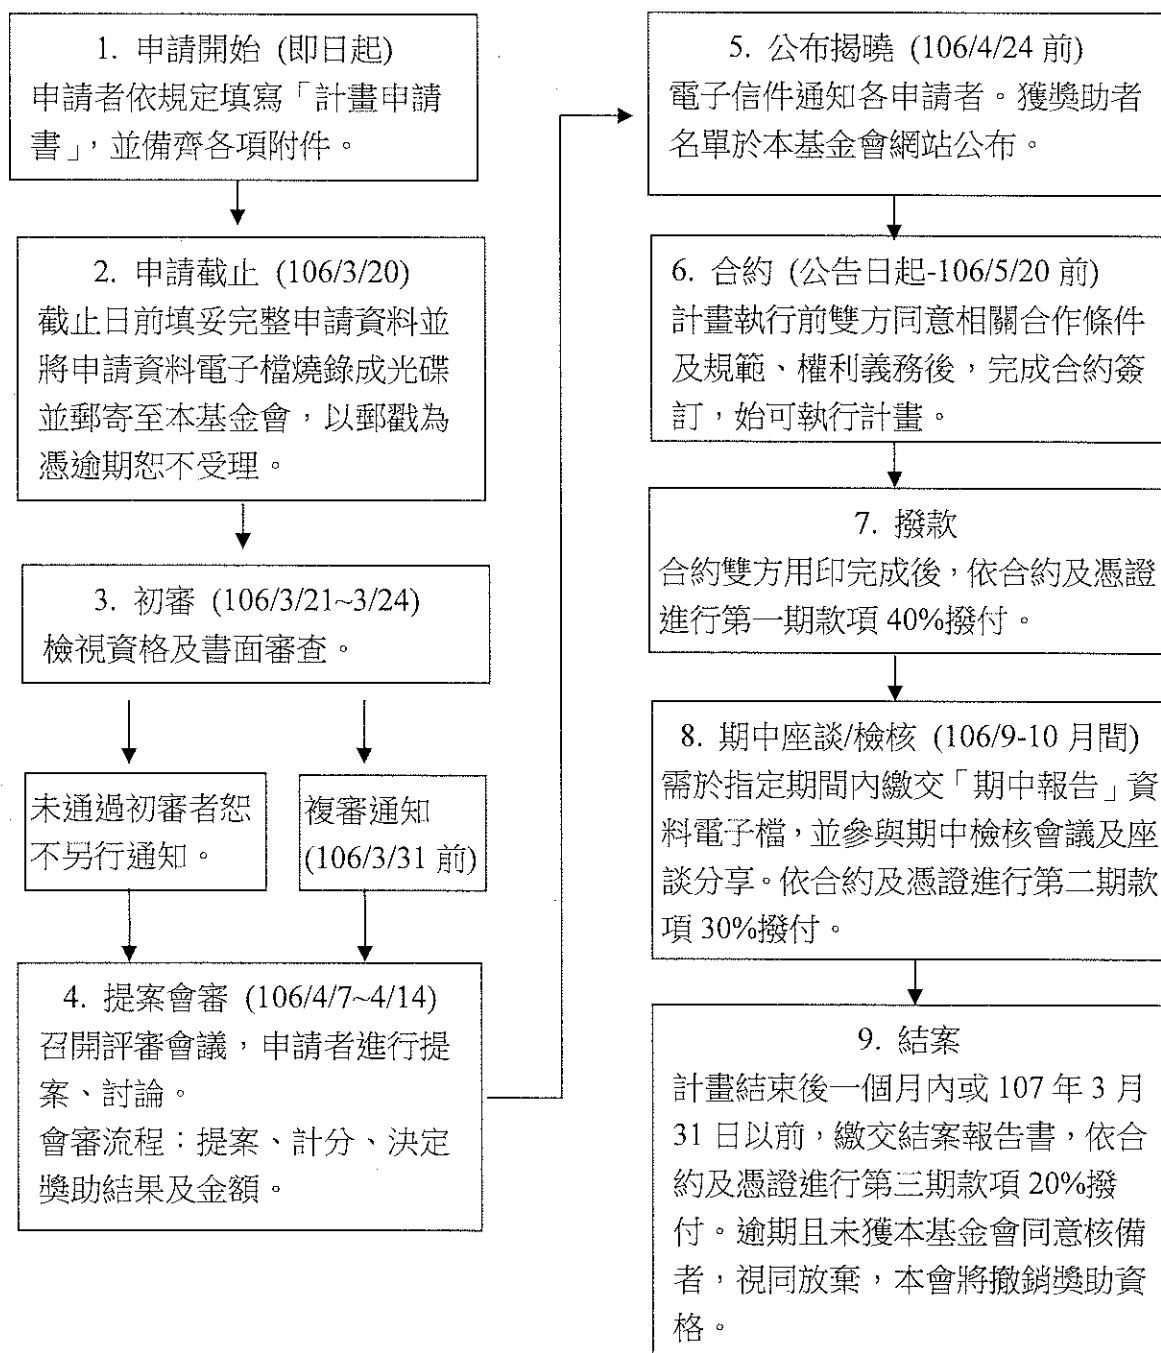 1. 申請開始 (即日起)
申請者依規定填寫「計畫申請
書」，並備齊各項附件。
2. 申請截止 (106/3/20)
截止日前填妥完整申請資料並
將申請資料電子檔燒錄成光碟
並郵寄至本基金會，以郵戳為
憑逾期恕不受理。
3. 初審 (106/3/21~3/24)
檢視資格及書面審查。
未通過初審者恕
不另行通知。
複審通知
(106/3/31 前)
4. 提案會審 (106/4/7~4/14)
召開評審會議，申請者進行提
案、討論。
會審流程：提案、計分、決定
獎助結果及金額。
5. 公布揭曉 (106/4/24 前)
電子信件通知各申請者。獲獎助者
名單於本基金會網站公布。
6. 合約 (公告日起-106/5/20 前)
計畫執行前雙方同意相關合作條件
及規範、權利義務後，完成合約簽
訂，始可執行計畫。
7. 撥款
合約雙方用印完成後，依合約及憑證
進行第一期款項 40%撥付。
8. 期中座談/檢核 (106/9-10 月間)
需於指定期間內繳交「期中報告」資
料電子檔，並參與期中檢核會議及座
談分享。依合約及憑證進行第二期款
項 30%撥付。
9. 結案
計畫結束後一個月內或 107 年 3 月
31 日以前，繳交結案報告書，依合
約及憑證進行第三期款項 20%撥
付。逾期且未獲本基金會同意核備
者，視同放棄，本會將撤銷獎助資
格。